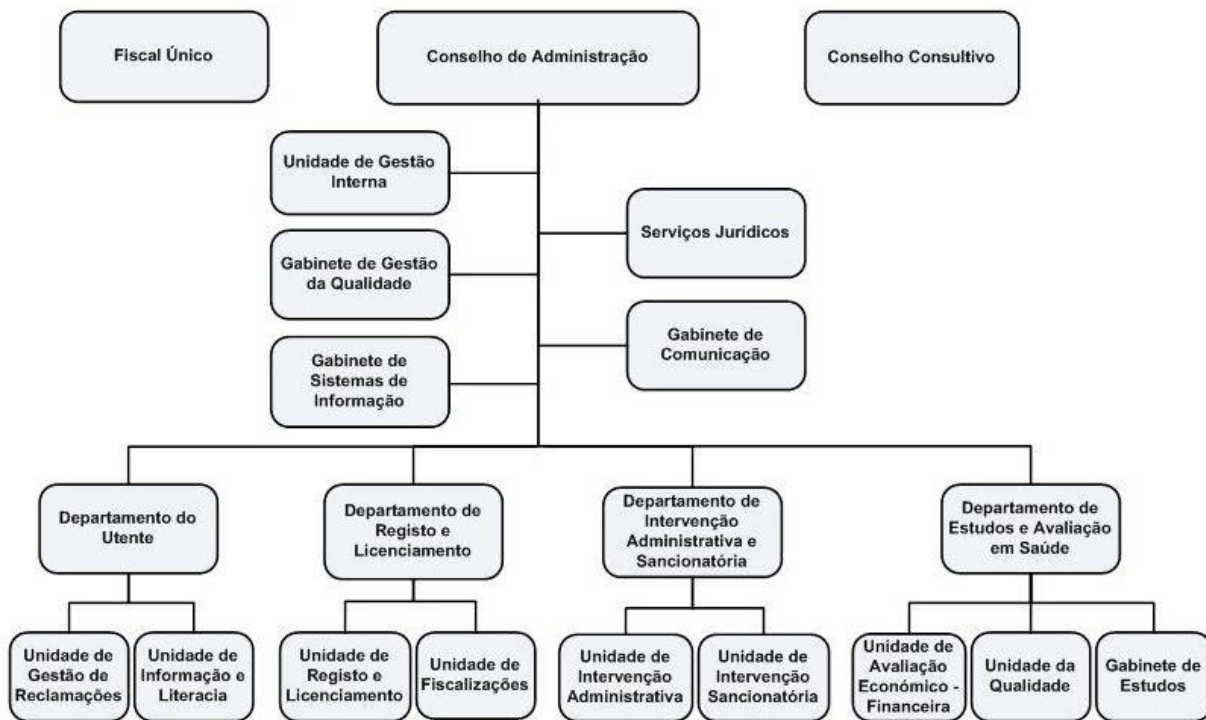 Fiscal Único
Conselho de Administração
Conselho Consultivo
Unidade de Gestão
Interna
Serviços Jurídicos
Gabinete de Gestão
da Qualidade
Gabinete de
Comunicação
Gabinete de
Sistemas de
Informação
Departamento do
Utente
Departamento de
Registo e
Licenciamento
Departamento de
Intervenção
Administrativa e
Sancionatória
Departamento de
Estudos e Avaliação
em Saúde
Unidade de
Gestão de
Reclamações
Unidade de
Informação e
Literacia
Unidade de
Registo e
Licenciamento
Unidade de
Fiscalizações
Unidade de
Intervenção
Administrativa
Unidade de
Intervenção
Sancionatória
Unidade de
Avaliação
Económico -
Financeira
Unidade da
Qualidade
Gabinete de
Estudos